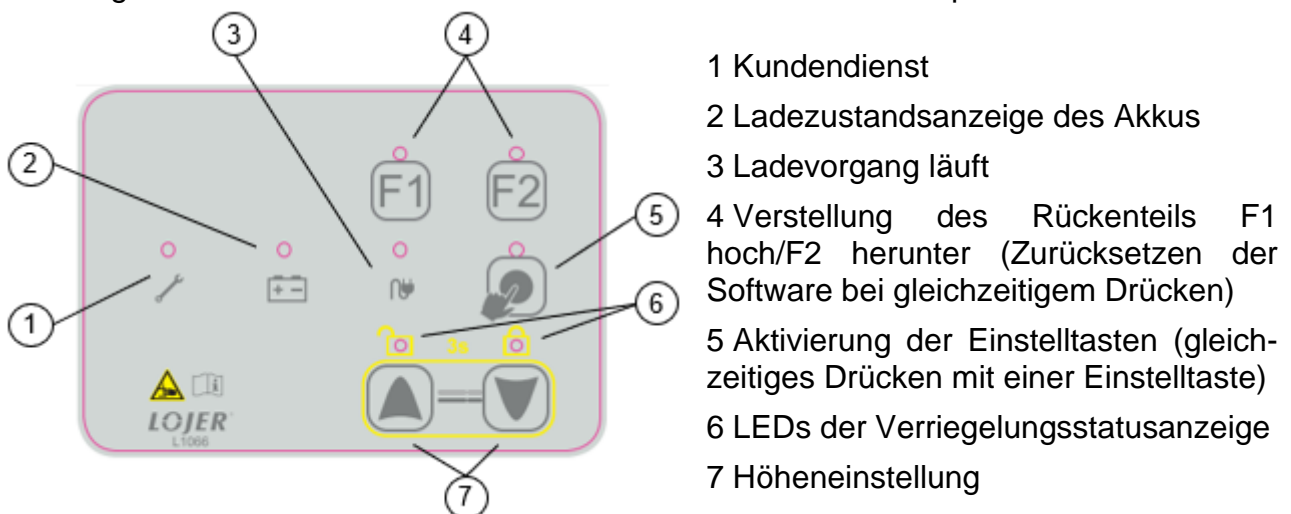 3
4
1 Kundendienst
2 Ladezustandsanzeige des Akkus
3 Ladevorgang läuft
4 Verstellung des Rückenteils F1
hoch/F2 herunter (Zurücksetzen der
Software bei gleichzeitigem Drücken)
5 Aktivierung der Einstelltasten (gleich-
zeitiges Drücken mit einer Einstelltaste)
6 LEDs der Verriegelungsstatusanzeige
7 Höheneinstellung
2
F1 F2
5
+ -
1
6
3s
i
LOJER
L1066
7